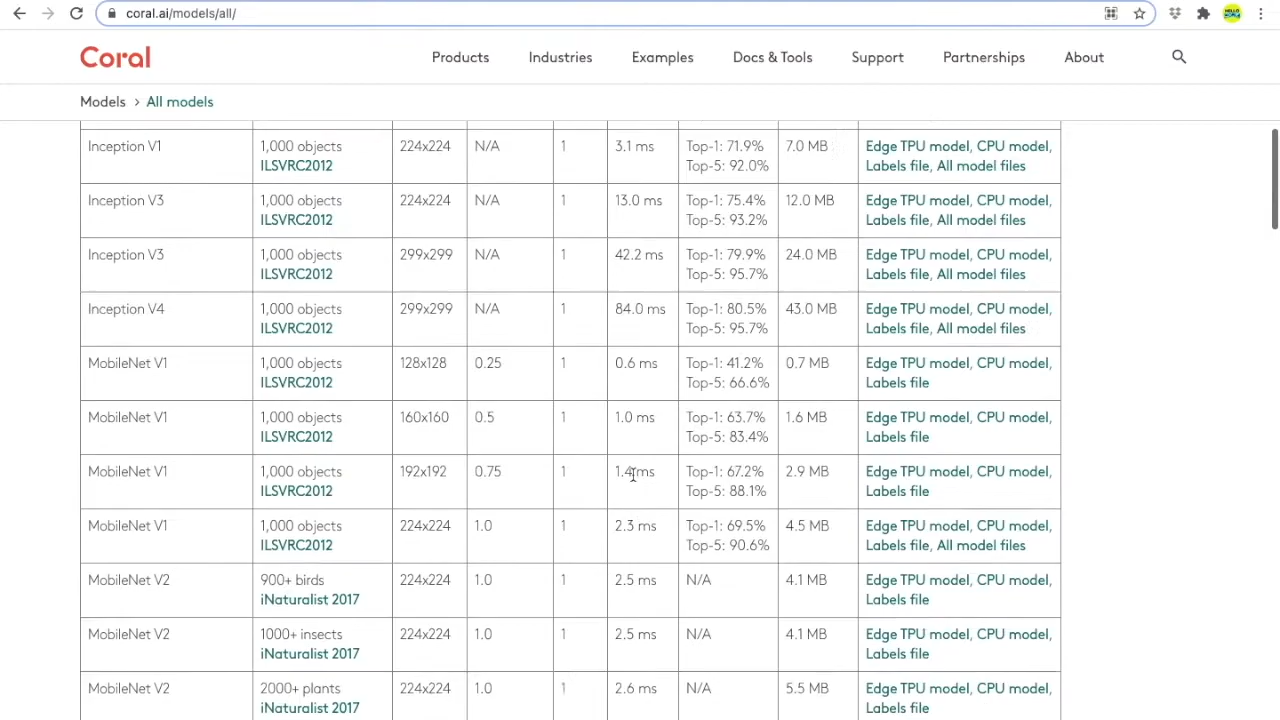 coral.ai/models/all/
Coral
Products Industries Examples Docs & Tools Support Partnerships About
Models > All models
Inception V1 1,000 objects 224x224 N/A 1 3.1 ms Top-1: 71.9% 7.0 MB Edge TPU model, CPU model,
ILSVRC2012 Top-5: 92.0% Labels file, All model files
Inception V3 1,000 objects 224x224 N/A 1 13.0 ms Top-1: 75.4% 12.0 MB Edge TPU model, CPU model,
ILSVRC2012 Top-5: 93.2% Labels file, All model files
Inception V3 1,000 objects 299x299 N/A 1 42.2 ms Top-1: 79.9% 24.0 MB Edge TPU model, CPU model,
ILSVRC2012 Top-5: 95.7% Labels file, All model files
Inception V4 1,000 objects 299x299 N/A 1 84.0 ms Top-1: 80.5% 43.0 MB Edge TPU model, CPU model,
ILSVRC2012 Top-5: 95.7% Labels file, All model files
MobileNet V1 1,000 objects 128x128 0.25 1 0.6 ms Top-1: 41.2% 0.7 MB Edge TPU model, CPU model,
ILSVRC2012 Top-5: 66.6% Labels file
MobileNet V1 1,000 objects 160x160 0.5 1 1.0 ms Top-1: 63.7% 1.6 MB Edge TPU model, CPU model,
ILSVRC2012 Top-5: 83.4% Labels file
MobileNet V1 1,000 objects 192x192 0.75 1 1.4 ms Top-1: 67.2% 2.9 MB Edge TPU model, CPU model,
ILSVRC2012 Top-5: 88.1% Labels file
MobileNet V1 1,000 objects 224x224 1.0 1 2.3 ms Top-1: 69.5% 4.5 MB Edge TPU model, CPU model,
ILSVRC2012 Top-5: 90.6% Labels file, All model files
MobileNet V2 900+ birds 224x224 1.0 1 2.5 ms N/A 4.1 MB Edge TPU model, CPU model,
iNaturalist 2017 Labels file
MobileNet V2 1000+ insects 224x224 1.0 1 2.5 ms N/A 4.1 MB Edge TPU model, CPU model,
iNaturalist 2017 Labels file
MobileNet V2 2000+ plants 224x224 1.0 1 2.6 ms N/A 5.5 MB Edge TPU model, CPU model,
iNaturalist 2017 Labels file